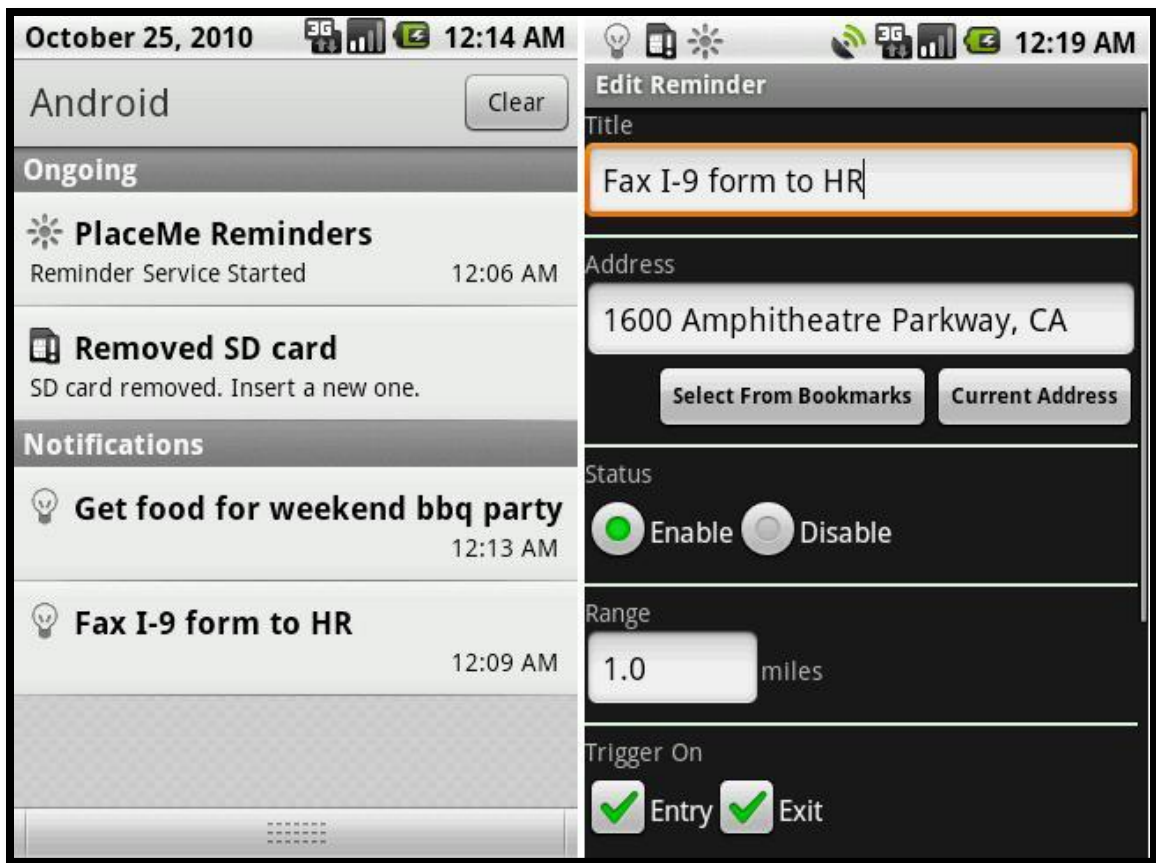 October 25, 2010 3G 12:14 AM
Android Clear
Ongoing
PlaceMe Reminders
Reminder Service Started 12:06 AM
Removed SD card
SD card removed. Insert a new one.
Notifications
Get food for weekend bbq party
12:13 AM
Fax I-9 form to HR
12:09 AM
3G 12:19 AM
Edit Reminder
Title
Fax I-9 form to HR
Address
1600 Amphitheatre Parkway, CA
Select From Bookmarks Current Address
Status
Enable Disable
Range
1.0 miles
Trigger On
Entry Exit